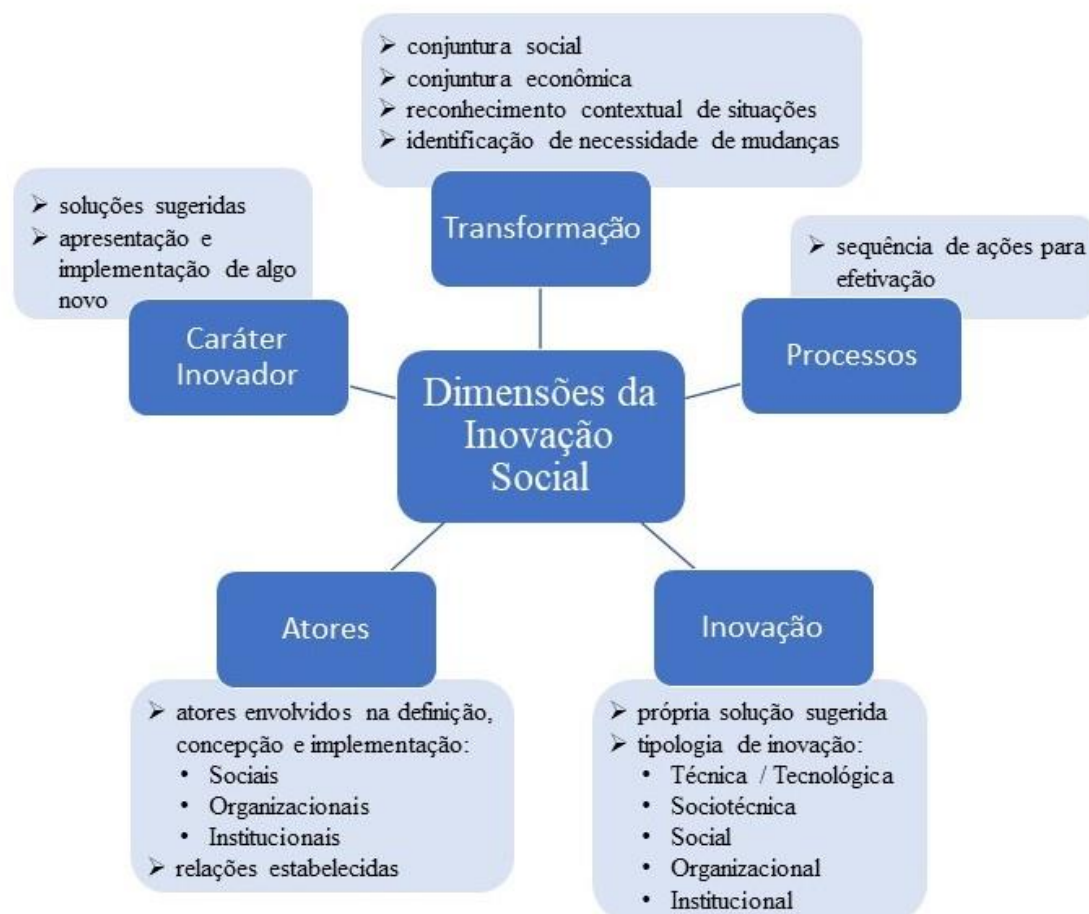 ➢ conjuntura social
➢ conjuntura econômica
➢ reconhecimento contextual de situações
➢ identificação de necessidade de mudanças
Transformação
➢ soluções sugeridas
➢ apresentação e
implementação de algo
novo
Caráter
Inovador
➢ sequência de ações para
efetivação
Processos
Dimensões da
Inovação
Social
Atores
➢ atores envolvidos na definição,
concepção e implementação:
• Sociais
• Organizacionais
• Institucionais
➢ relações estabelecidas
Inovação
➢ própria solução sugerida
➢ tipologia de inovação:
• Técnica / Tecnológica
• Sociotécnica
• Social
• Organizacional
• Institucional